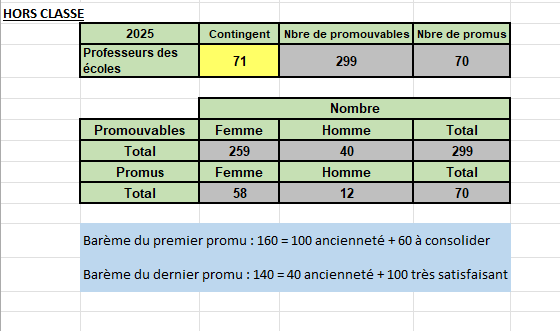 HORS CLASSE
2025 Contingent Nbre de promouvables Nbre de promus
Professeurs des
écoles 71 299 70
Nombre
Promouvables Femme Homme Total
Total 259 40 299
Promus Femme Homme Total
Total 58 12 70
Barème du premier promu : 160 = 100 ancienneté + 60 à consolider
Barème du dernier promu : 140 = 40 ancienneté + 100 très satisfaisant